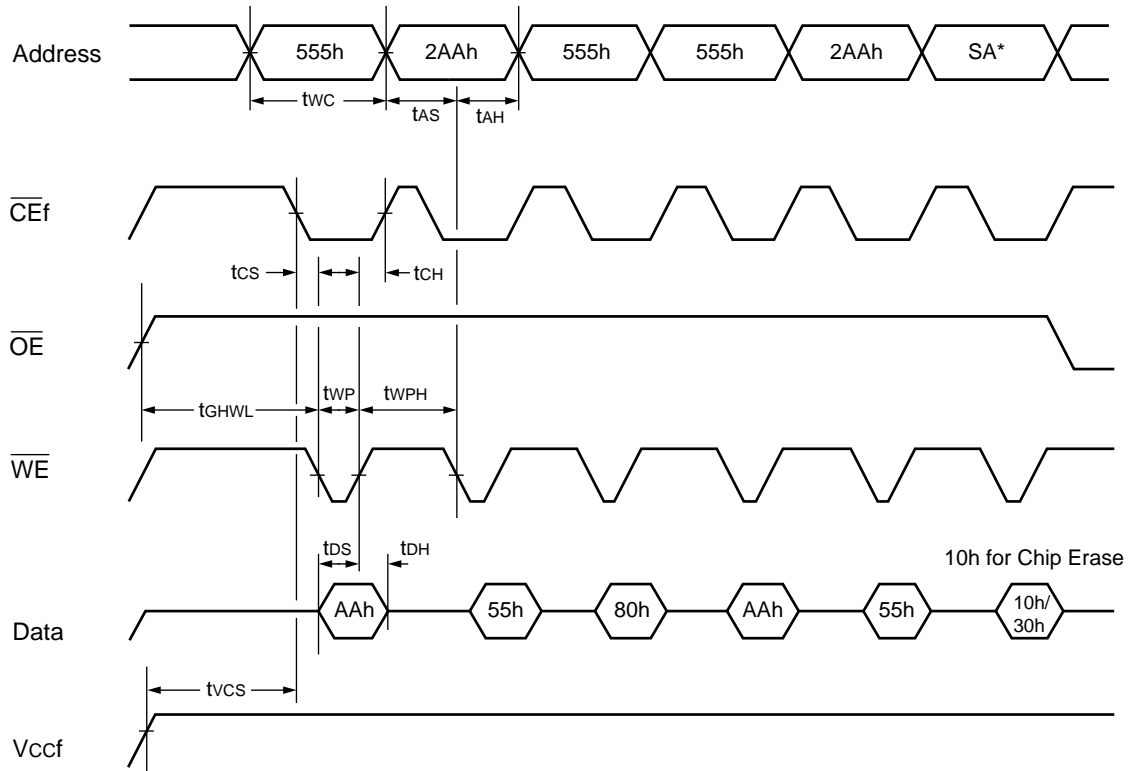 Address
555h 2AAh 555h 555h 2AAh SA*
tWC tAS tAH
CEf
tCS tCH
OE
tGHWL tWP tWPH
WE
tDS tDH
10h for Chip Erase
Data
AAh 55h 80h AAh 55h 10h/
30h
tVCS
VCCf